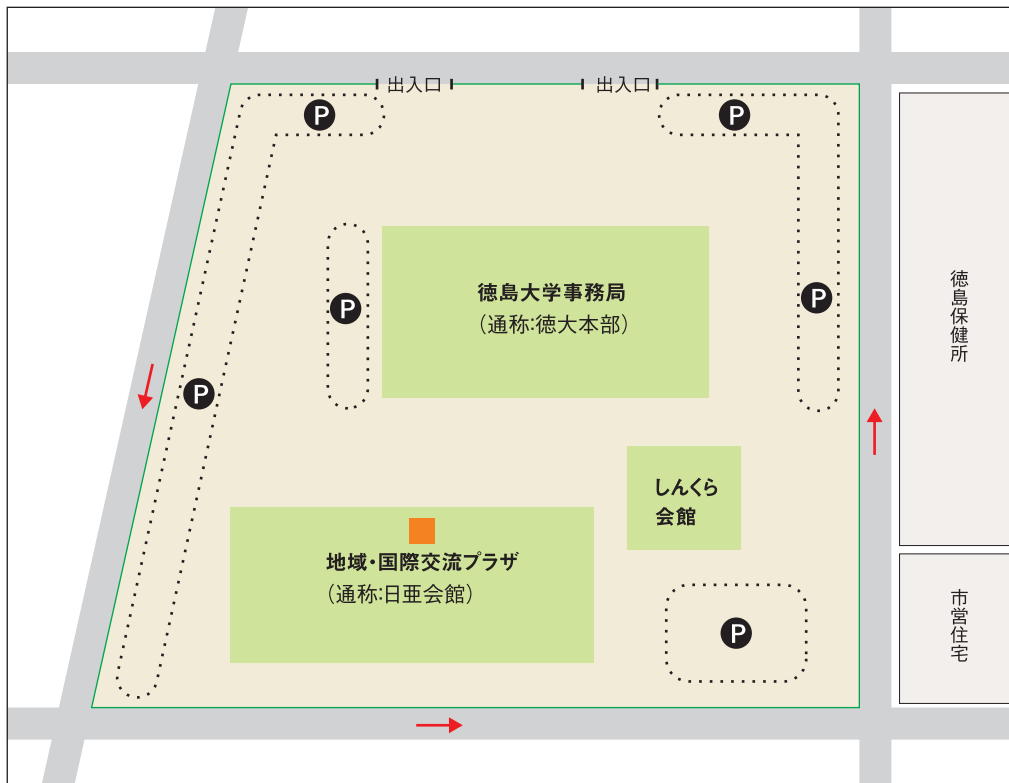 出入口
出入口
P
P
徳島大学事務局
（通称:徳大本部）
P
P
徳島保健所
P
しんくら
会館
地域・国際交流プラザ
（通称:日亜会館）
P
市営住宅